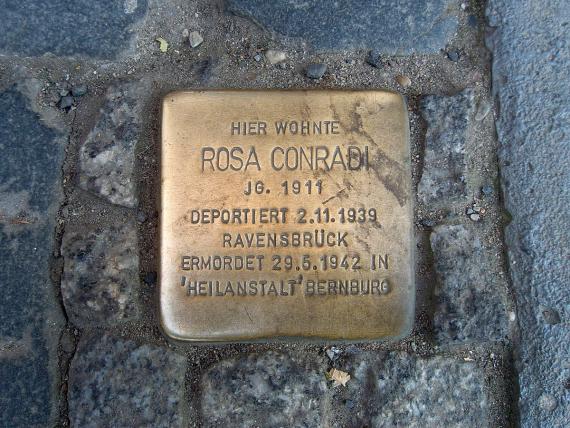 HIER WOHNTE
ROSA CONRADI
JG. 1911
DEPORTIERT 2.11.1939
RAVENSBRÜCK
ERMORDET 29.5.1942 IN
'HEILANSTALT' BERNBURG